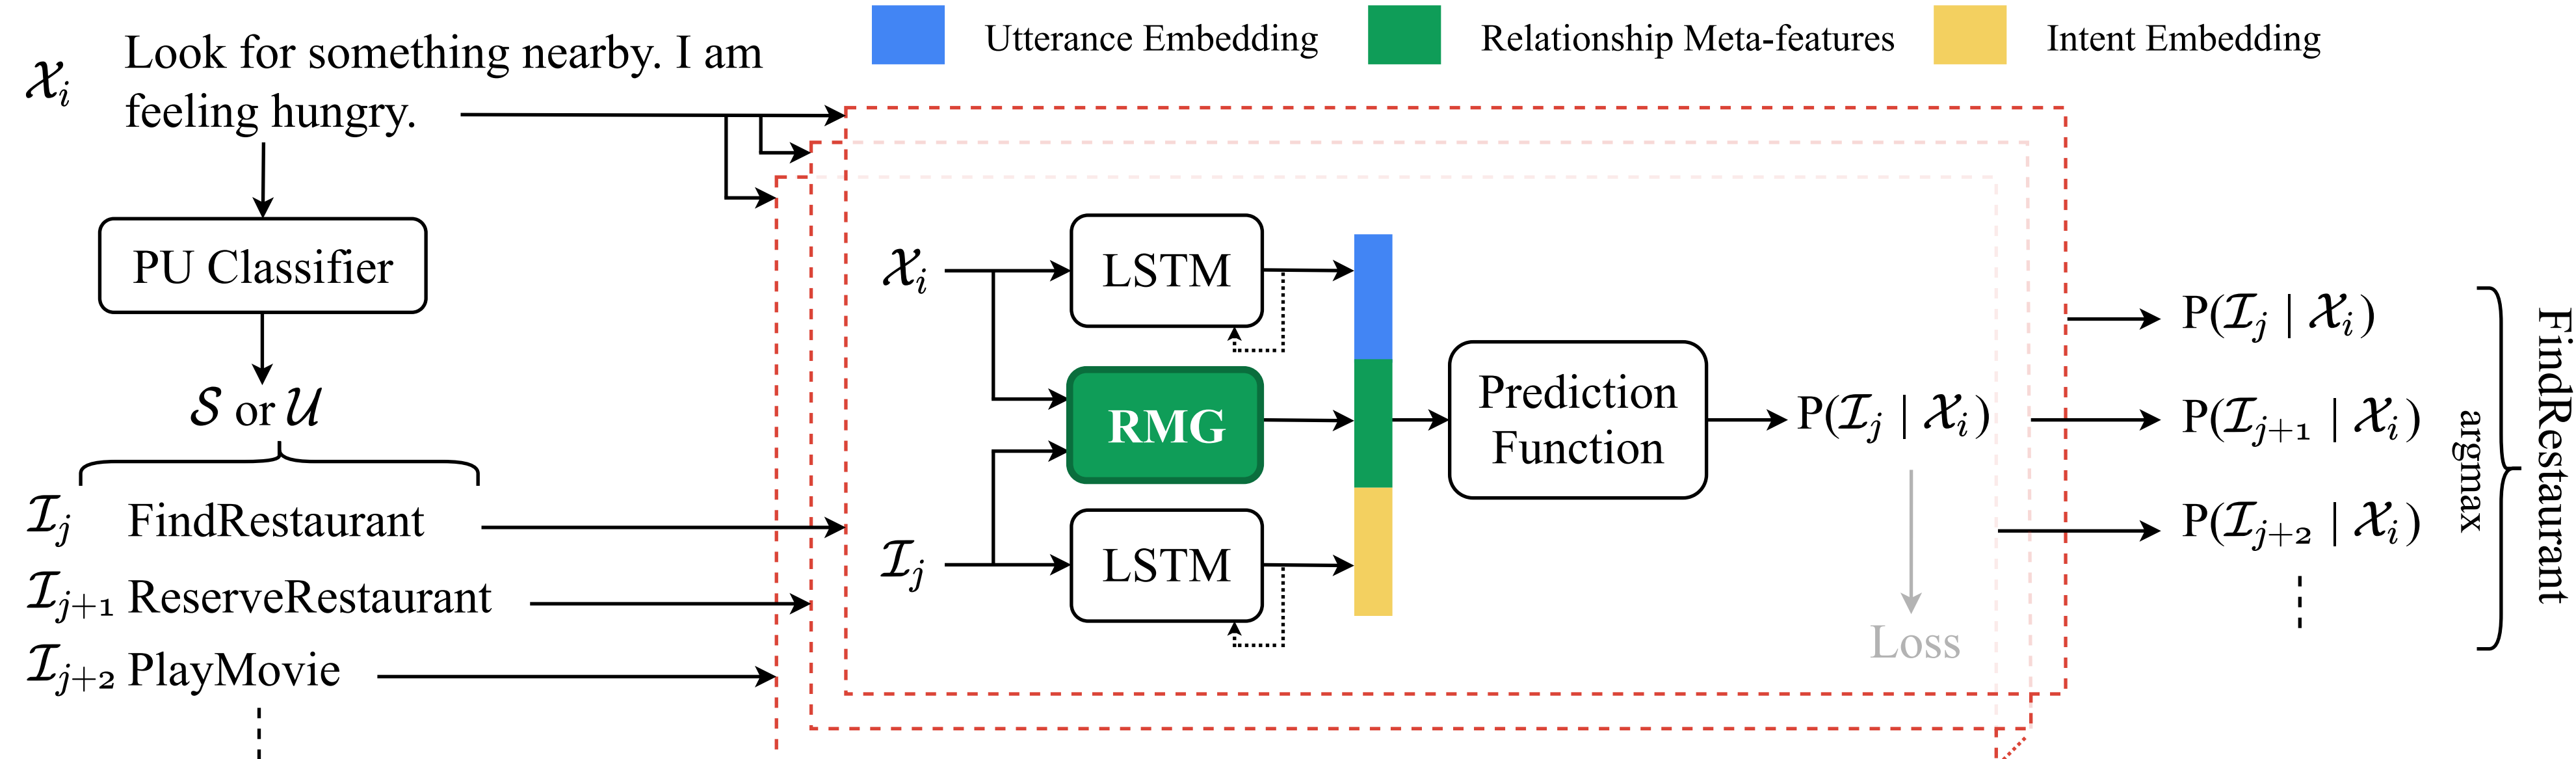 Utterance Embedding
Relationship Meta-features
Intent Embedding
𝒳ᵢ
Look for something nearby. I am
feeling hungry.
PU Classifier
𝒮 or 𝒰
ℐⱼ FindRestaurant
ℐⱼ₊₁ ReserveRestaurant
ℐⱼ₊₂ PlayMovie
𝒳ᵢ
LSTM
RMG
ℐⱼ
LSTM
Prediction
Function
P(ℐⱼ | 𝒳ᵢ)
Loss
P(ℐⱼ | 𝒳ᵢ)
P(ℐⱼ₊₁ | 𝒳ᵢ)
P(ℐⱼ₊₂ | 𝒳ᵢ)
argmax
FindRestaurant